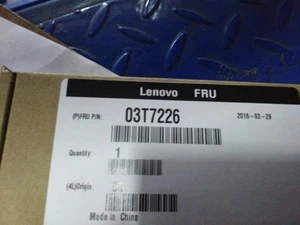 Lenovo FRU
(P)FRU P/N: 03T7226
2016-03-29
Quantity: 1
(4L)Origin: CN
Made in China